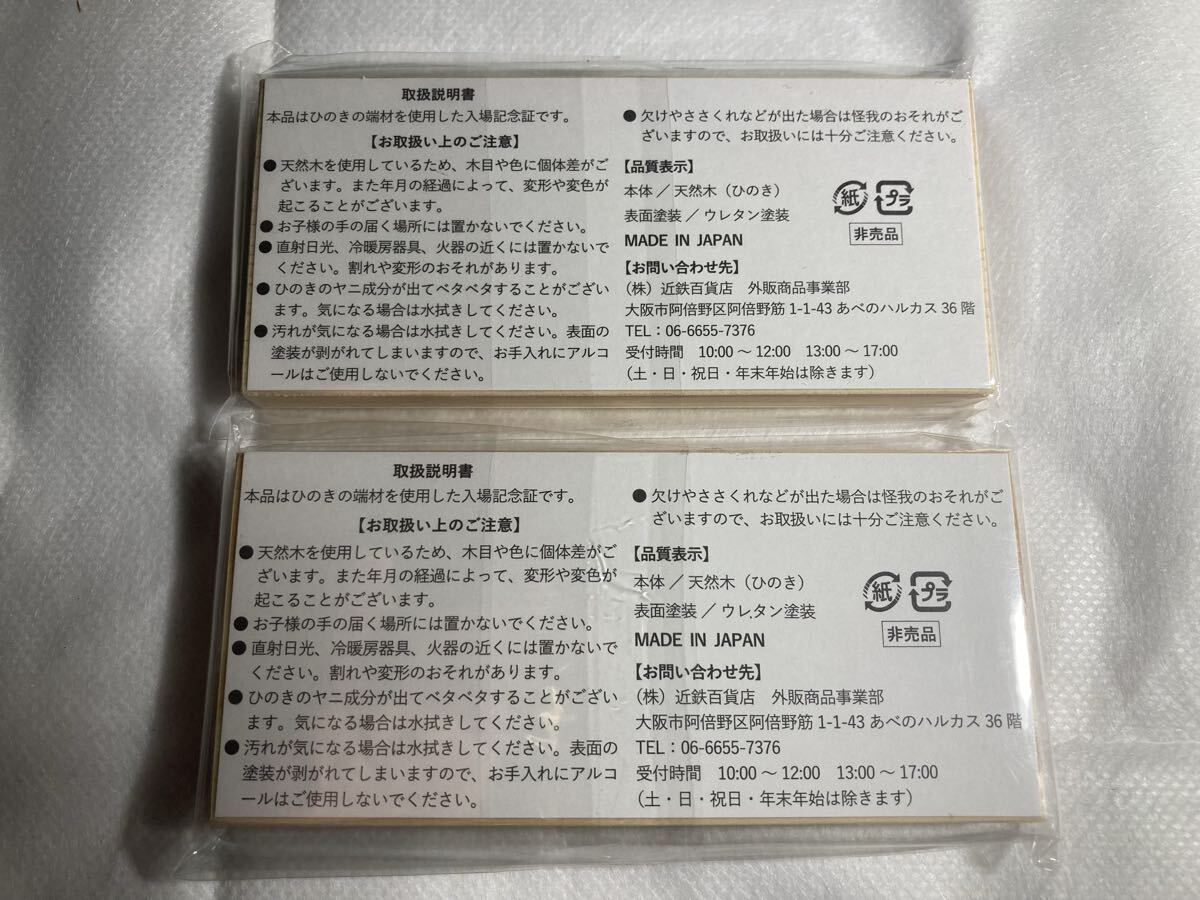 取扱説明書
本品はひのきの端材を使用した入場記念証です。
【お取扱い上のご注意】
● 天然木を使用しているため、木目や色に個体差がご
ざいます。また年月の経過によって、変形や変色が
起こることがございます。
● お子様の手の届く場所には置かないでください。
● 直射日光、冷暖房器具、火器の近くには置かないで
ください。割れや変形のおそれがあります。
● ひのきのヤニ成分が出てベタベタすることがござい
ます。気になる場合は水拭きしてください。
● 汚れが気になる場合は水拭きしてください。表面の
塗装が剥がれてしまいますので、お手入れにアルコ
ールはご使用しないでください。
● 欠けやささくれなどが出た場合は怪我のおそれがご
ざいますので、お取扱いには十分ご注意ください。
【品質表示】
本体／天然木（ひのき）
表面塗装／ウレタン塗装
MADE IN JAPAN
紙
プラ
非売品
【お問い合わせ先】
（株）近鉄百貨店　外販商品事業部
大阪市阿倍野区阿倍野筋 1-1-43 あべのハルカス 36 階
TEL：06-6655-7376
受付時間　10:00 ～ 12:00　13:00 ～ 17:00
（土・日・祝日・年末年始は除きます）
取扱説明書
本品はひのきの端材を使用した入場記念証です。
【お取扱い上のご注意】
● 天然木を使用しているため、木目や色に個体差がご
ざいます。また年月の経過によって、変形や変色が
起こることがございます。
● お子様の手の届く場所には置かないでください。
● 直射日光、冷暖房器具、火器の近くには置かないで
ください。割れや変形のおそれがあります。
● ひのきのヤニ成分が出てベタベタすることがござい
ます。気になる場合は水拭きしてください。
● 汚れが気になる場合は水拭きしてください。表面の
塗装が剥がれてしまいますので、お手入れにアルコ
ールはご使用しないでください。
● 欠けやささくれなどが出た場合は怪我のおそれがご
ざいますので、お取扱いには十分ご注意ください。
【品質表示】
本体／天然木（ひのき）
表面塗装／ウレタン塗装
MADE IN JAPAN
紙
プラ
非売品
【お問い合わせ先】
（株）近鉄百貨店　外販商品事業部
大阪市阿倍野区阿倍野筋 1-1-43 あべのハルカス 36 階
TEL：06-6655-7376
受付時間　10:00 ～ 12:00　13:00 ～ 17:00
（土・日・祝日・年末年始は除きます）